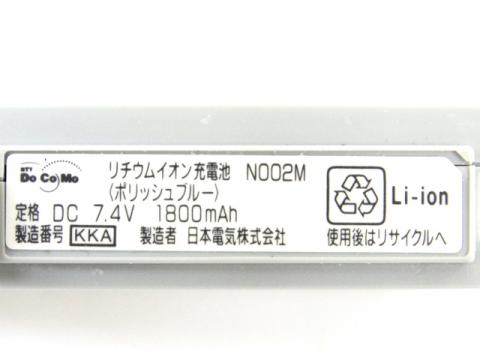 NTT
DoCoMo
リチウムイオン充電池 N002M
(ポリッシュブルー)
定格 DC 7.4V 1800mAh
製造番号 KKA 製造者 日本電気株式会社
Li-ion
使用後はリサイクルへ